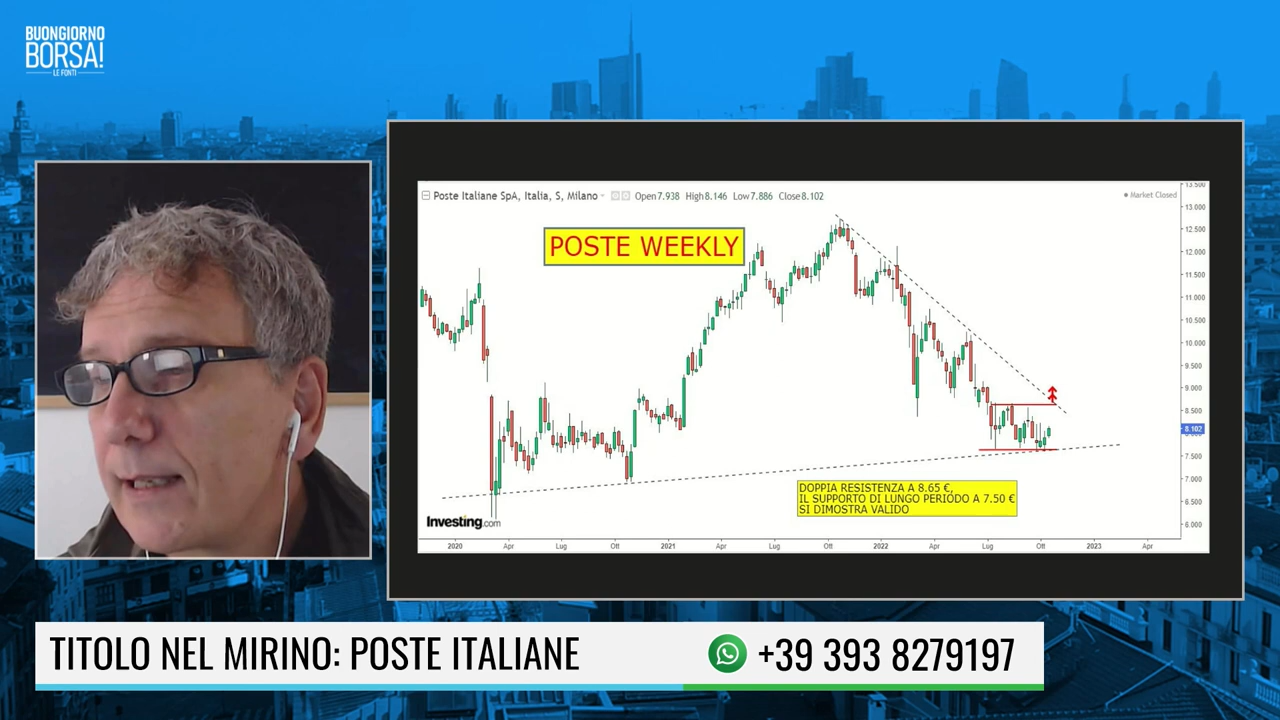 BUONGIORNO
BORSA!
LE FONTI
Poste Italiane SpA, Italia, S, Milano Open 7.938 High 8.146 Low 7.886 Close 8.102
Market Closed
POSTE WEEKLY
13.500
13.000
12.500
12.000
11.500
11.000
10.500
10.000
9.500
9.000
8.500
8.102
7.500
7.000
6.500
6.000
DOPPIA RESISTENZA A 8.65 €,
IL SUPPORTO DI LUNGO PERIODO A 7.50 €
SI DIMOSTRA VALIDO
Investing.com
2020 Apr Lug Ott 2021 Apr Lug Ott 2022 Apr Lug Ott 2023 Apr
TITOLO NEL MIRINO: POSTE ITALIANE
+39 393 8279197